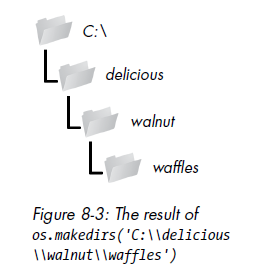 C:\
delicious
walnut
waffles
Figure 8-3: The result of
os.makedirs('C:\\delicious
\\walnut\\waffles')